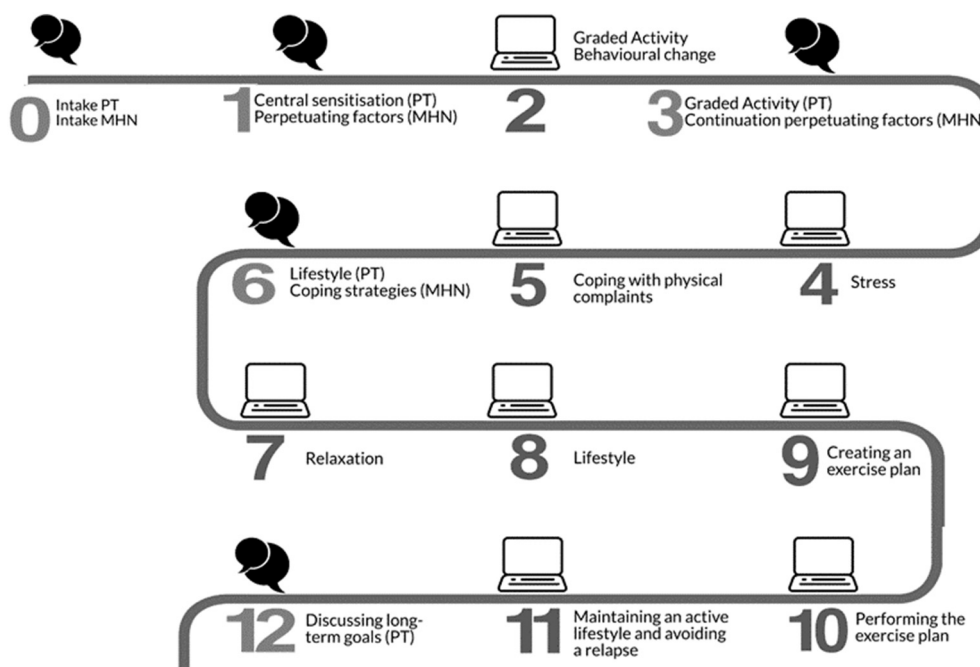 Graded Activity
Behavioural change
0 Intake PT
Intake MHN
1 Central sensitisation (PT)
Perpetuating factors (MHN)
2
3 Graded Activity (PT)
Continuation perpetuating factors (MHN
6 Lifestyle (PT)
Coping strategies (MHN)
5 Coping with physical
complaints
4 Stress
7 Relaxation
8 Lifestyle
9 Creating an
exercise plan
12 Discussing long-
term goals (PT)
11 Maintaining an active
lifestyle and avoiding
a relapse
10 Performing the
exercise plan